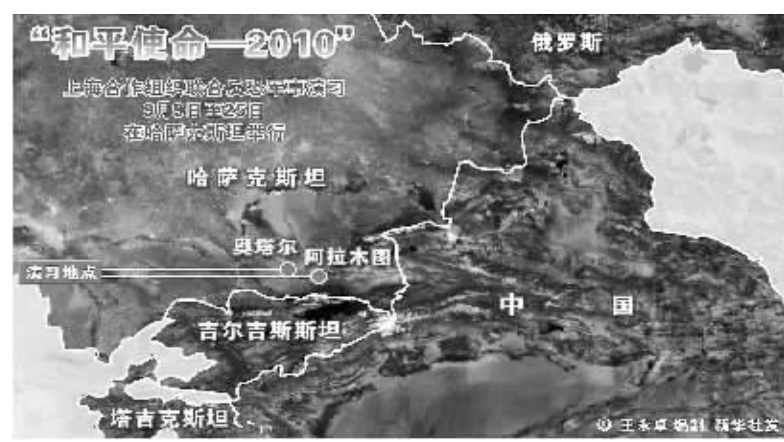 “和平使命—2010”
上海合作组织联合反恐军事演习
9月9日至25日
在哈萨克斯坦举行
俄罗斯
哈萨克斯坦
奥塔尔
阿拉木图
演习地点
中 国
吉尔吉斯斯坦
塔吉克斯坦
王永卓 编制 新华社发